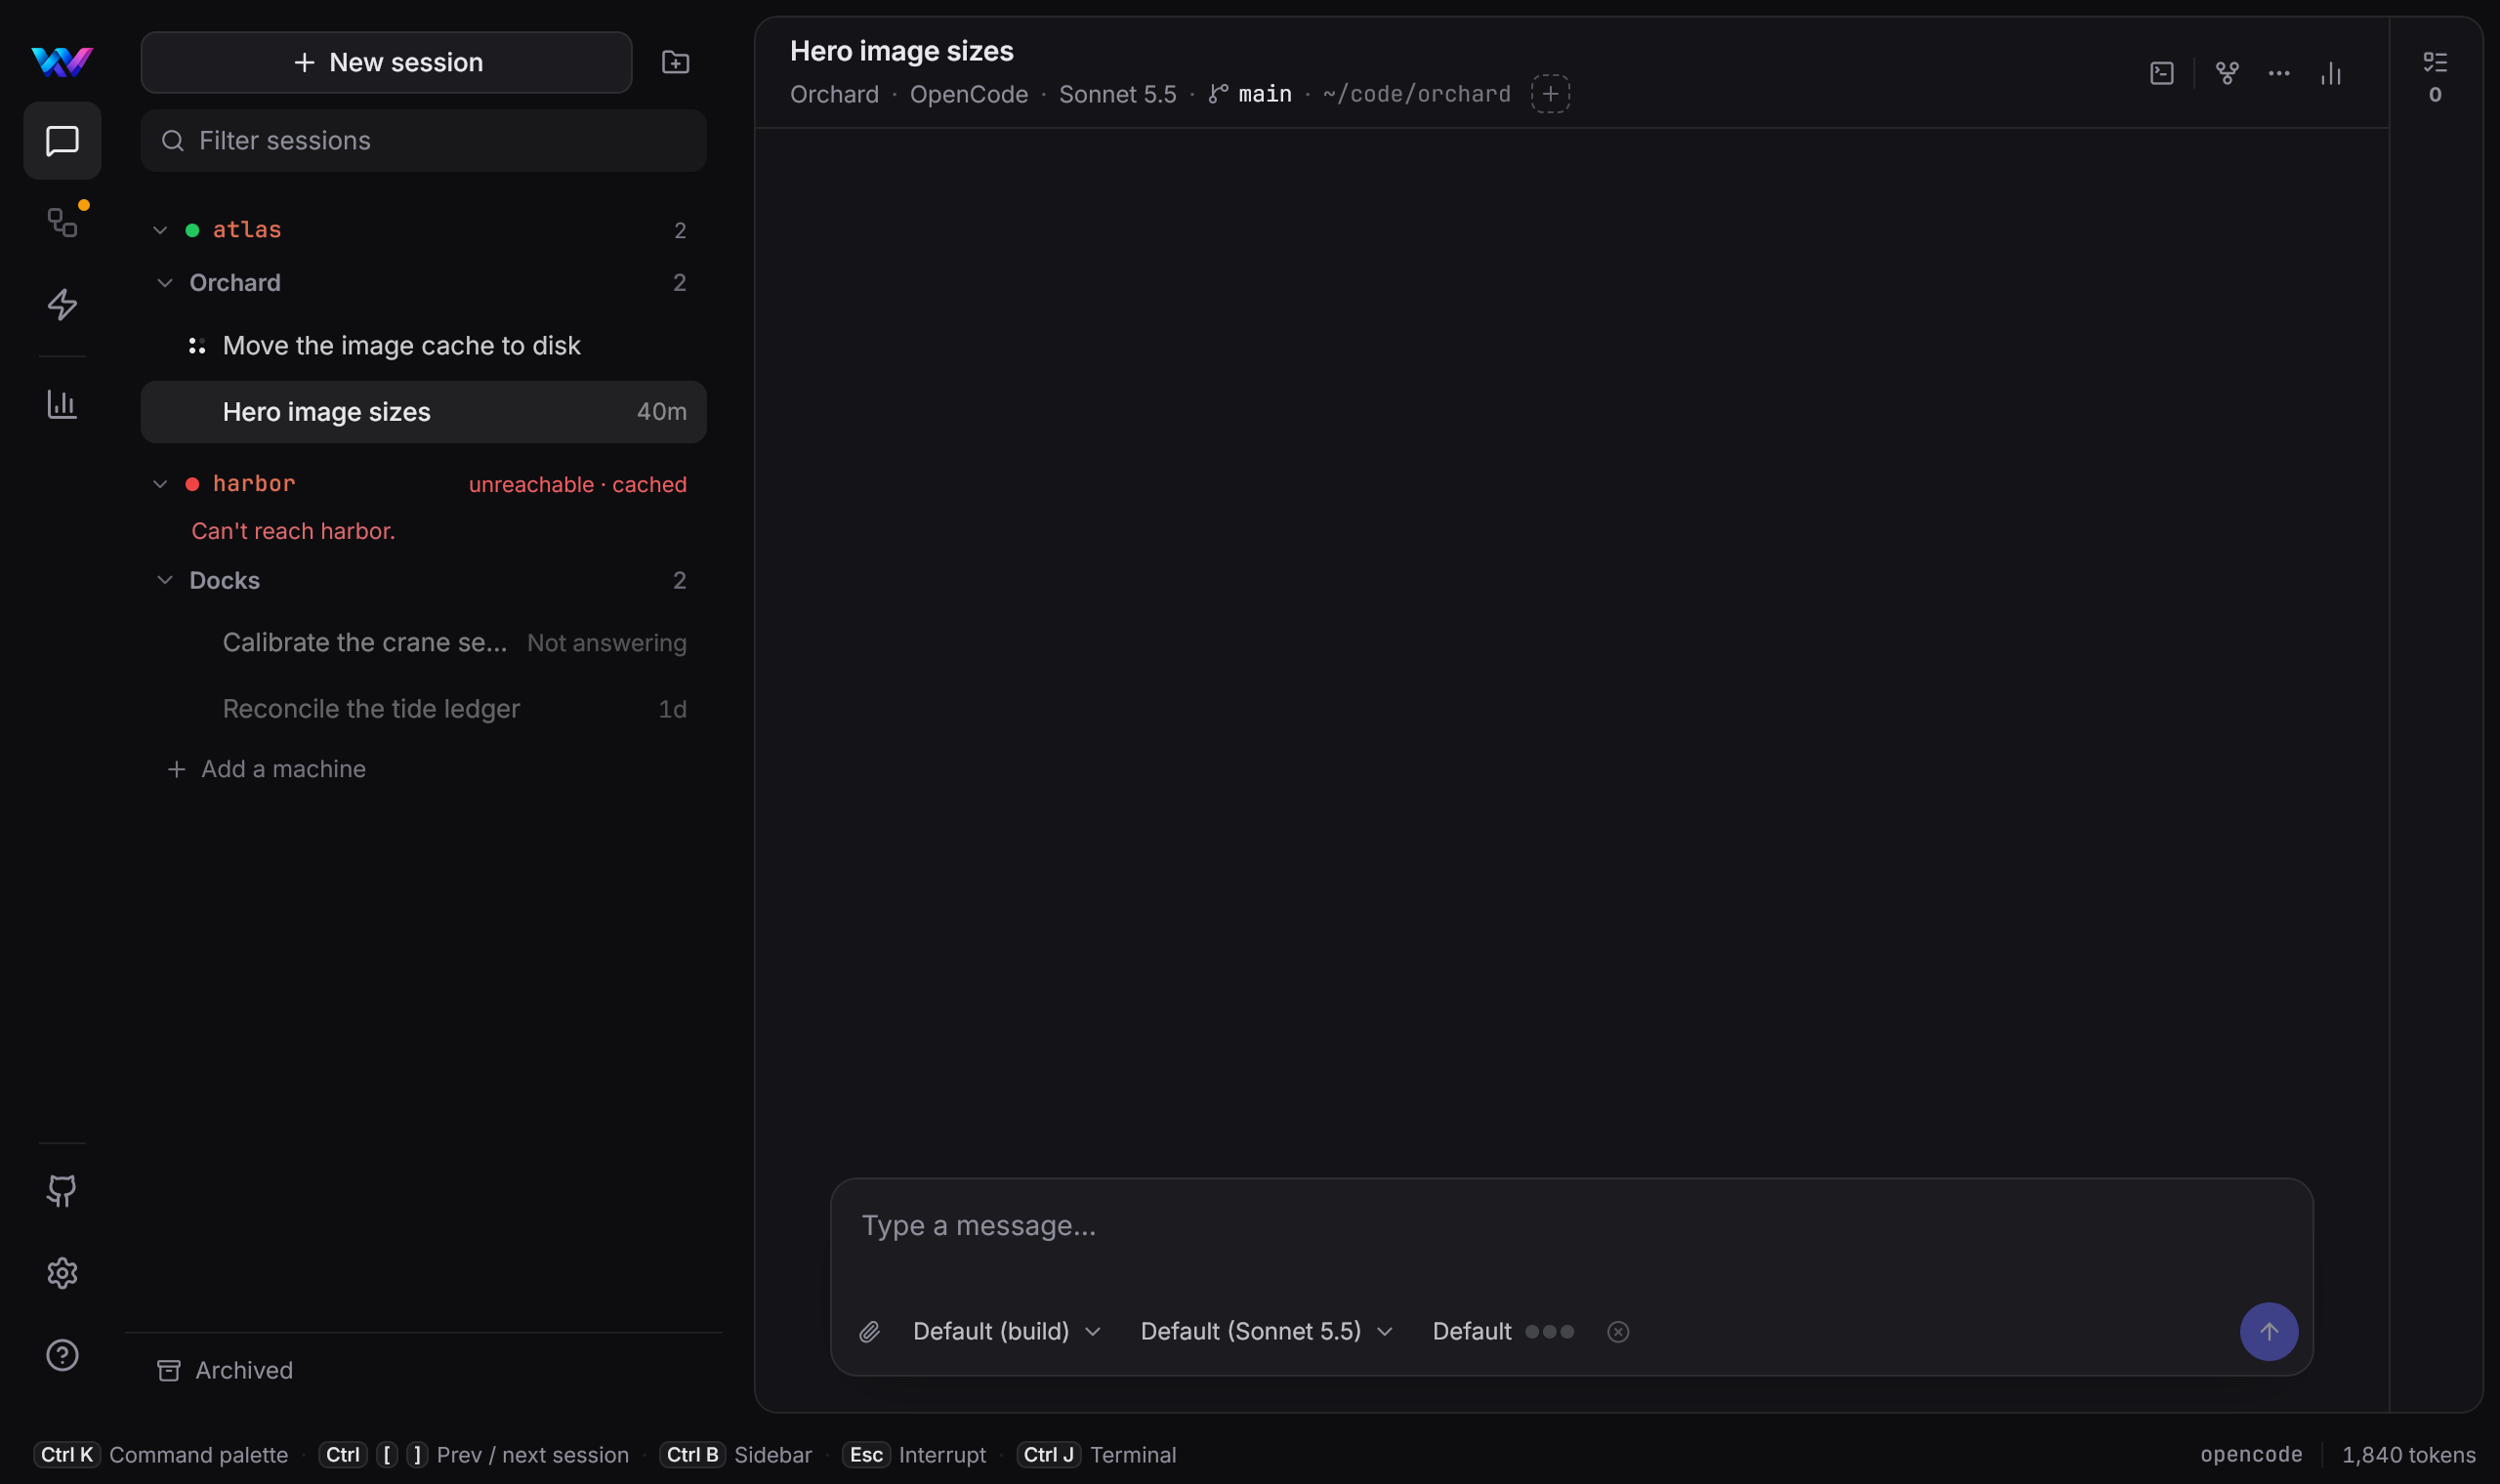 New session
Filter sessions
atlas 2
Orchard 2
Move the image cache to disk
Hero image sizes 40m
harbor unreachable · cached
Can't reach harbor.
Docks 2
Calibrate the crane se... Not answering
Reconcile the tide ledger 1d
Add a machine
Archived
Hero image sizes
Orchard · OpenCode · Sonnet 5.5 · main · ~/code/orchard
0
Type a message...
Default (build) Default (Sonnet 5.5) Default
Ctrl K Command palette · Ctrl [ ] Prev / next session · Ctrl B Sidebar · Esc Interrupt · Ctrl J Terminal
opencode 1,840 tokens